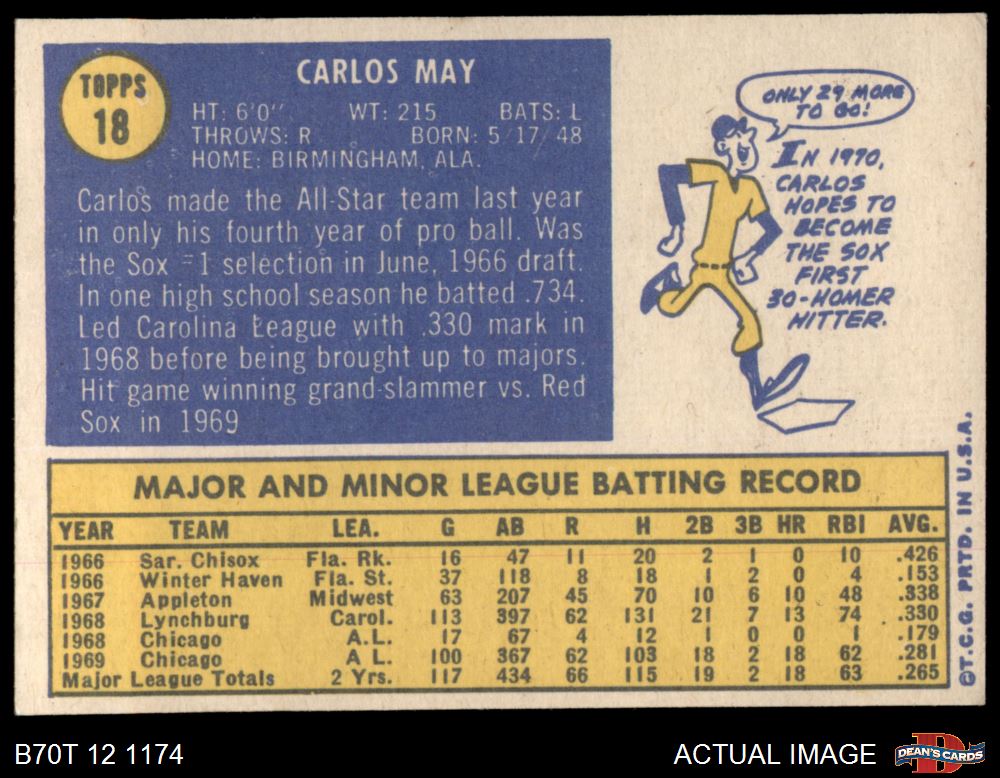 TOPPS
18
CARLOS MAY
HT: 6'0" WT: 215 BATS: L
THROWS: R BORN: 5/17/48
HOME: BIRMINGHAM, ALA.
Carlos made the All-Star team last year
in only his fourth year of pro ball. Was
the Sox #1 selection in June, 1966 draft.
In one high school season he batted .734.
Led Carolina League with .330 mark in
1968 before being brought up to majors.
Hit game winning grand-slammer vs. Red
Sox in 1969
ONLY 29 MORE
TO GO!
IN 1970,
CARLOS
HOPES TO
BECOME
THE SOX
FIRST
30-HOMER
HITTER.
MAJOR AND MINOR LEAGUE BATTING RECORD
YEAR TEAM LEA. G AB R H 2B 3B HR RBI AVG.
1966 Sar. Chisox Fla. Rk. 16 47 11 20 2 1 0 10 .426
1966 Winter Haven Fla. St. 37 118 8 18 1 2 0 4 .153
1967 Appleton Midwest 63 207 45 70 10 6 10 48 .338
1968 Lynchburg Carol. 113 397 62 131 21 7 13 74 .330
1968 Chicago A.L. 17 67 4 12 1 0 0 1 .179
1969 Chicago A L. 100 367 62 103 18 2 18 62 .281
Major League Totals 2 Yrs. 117 434 66 115 19 2 18 63 .265
©T.C.G. PRTD. IN U.S.A.
B70T 12 1174
ACTUAL IMAGE
DEAN'S CARDS